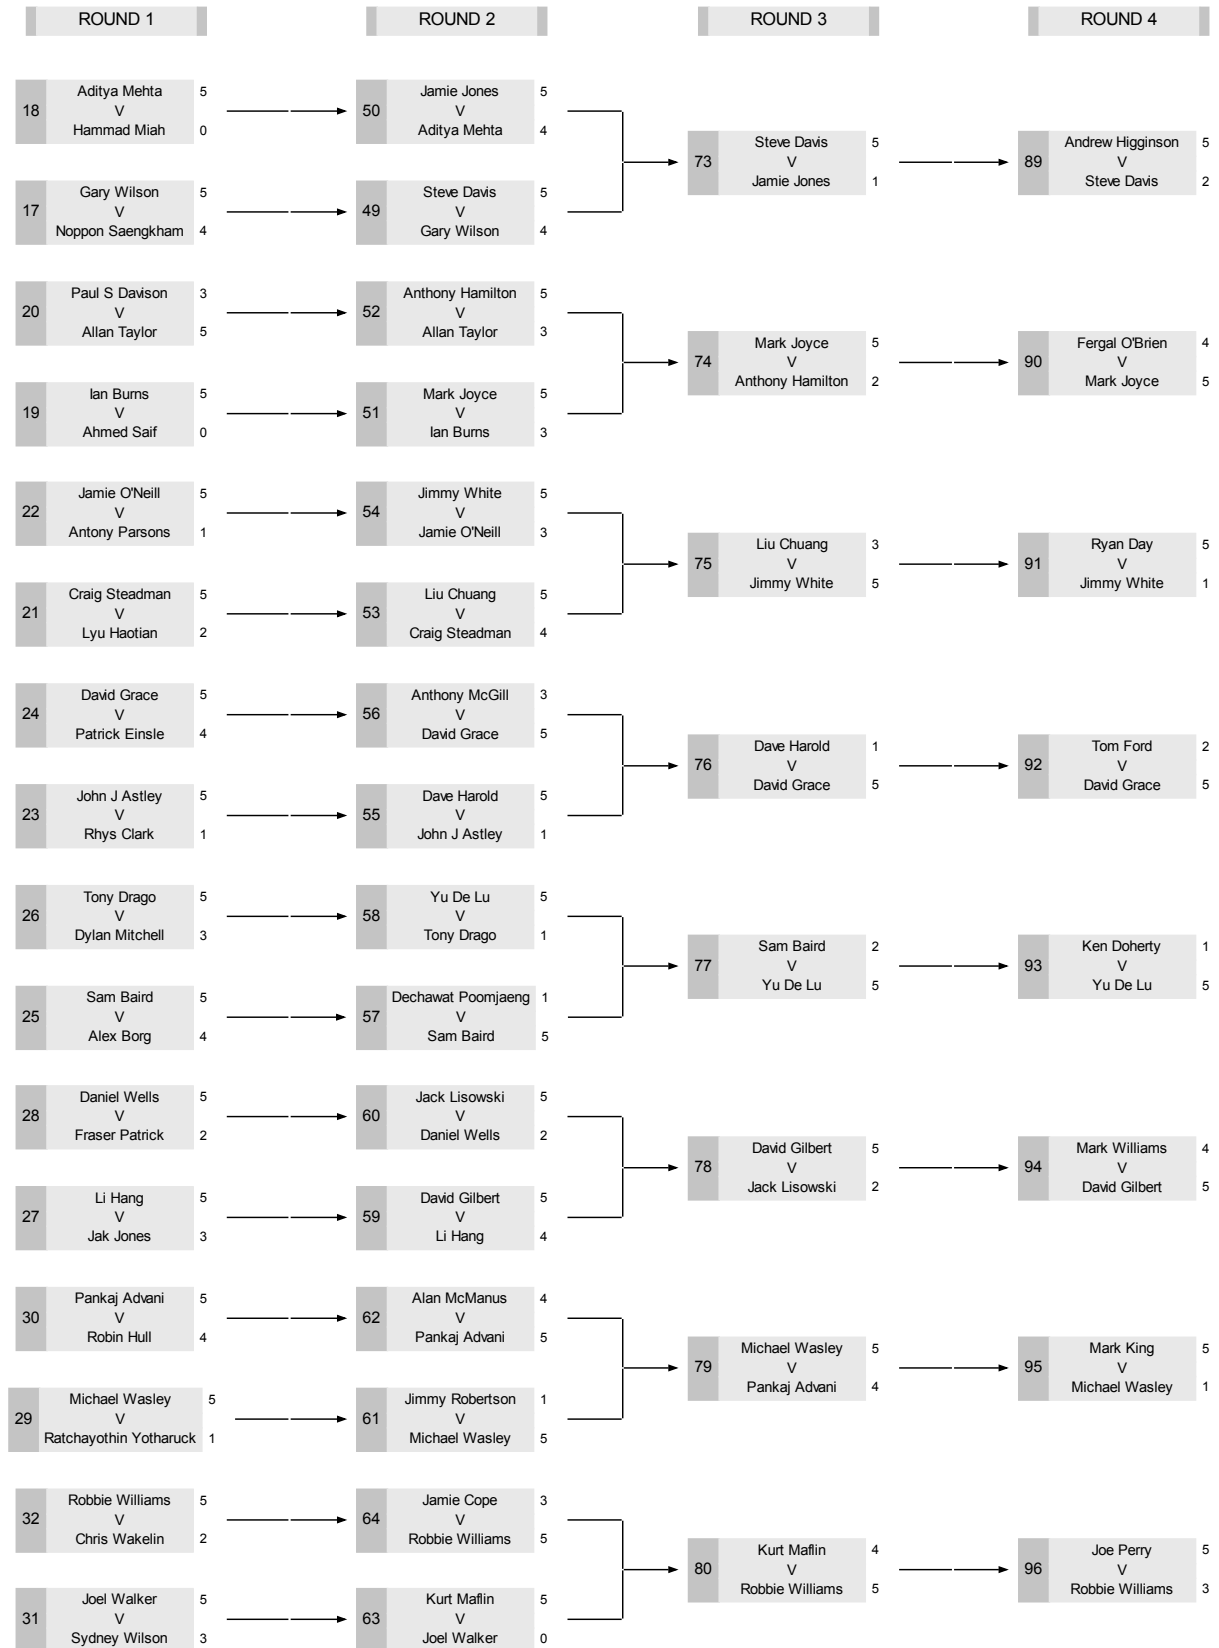 ROUND 1
ROUND 2
ROUND 3
ROUND 4
18
Aditya Mehta 5
V
Hammad Miah 0
17
Gary Wilson 5
V
Noppon Saengkham 4
20
Paul S Davison 3
V
Allan Taylor 5
19
Ian Burns 5
V
Ahmed Saif 0
22
Jamie O'Neill 5
V
Antony Parsons 1
21
Craig Steadman 5
V
Lyu Haotian 2
24
David Grace 5
V
Patrick Einsle 4
23
John J Astley 5
V
Rhys Clark 1
26
Tony Drago 5
V
Dylan Mitchell 3
25
Sam Baird 5
V
Alex Borg 4
28
Daniel Wells 5
V
Fraser Patrick 2
27
Li Hang 5
V
Jak Jones 3
30
Pankaj Advani 5
V
Robin Hull 4
29
Michael Wasley 5
V
Ratchayothin Yotharuck 1
32
Robbie Williams 5
V
Chris Wakelin 2
31
Joel Walker 5
V
Sydney Wilson 3
50
Jamie Jones 5
V
Aditya Mehta 4
49
Steve Davis 5
V
Gary Wilson 4
52
Anthony Hamilton 5
V
Allan Taylor 3
51
Mark Joyce 5
V
Ian Burns 3
54
Jimmy White 5
V
Jamie O'Neill 3
53
Liu Chuang 5
V
Craig Steadman 4
56
Anthony McGill 3
V
David Grace 5
55
Dave Harold 5
V
John J Astley 1
58
Yu De Lu 5
V
Tony Drago 1
57
Dechawat Poomjaeng 1
V
Sam Baird 5
60
Jack Lisowski 5
V
Daniel Wells 2
59
David Gilbert 5
V
Li Hang 4
62
Alan McManus 4
V
Pankaj Advani 5
61
Jimmy Robertson 1
V
Michael Wasley 5
64
Jamie Cope 3
V
Robbie Williams 5
63
Kurt Maflin 5
V
Joel Walker 0
73
Steve Davis 5
V
Jamie Jones 1
74
Mark Joyce 5
V
Anthony Hamilton 2
75
Liu Chuang 3
V
Jimmy White 5
76
Dave Harold 1
V
David Grace 5
77
Sam Baird 2
V
Yu De Lu 5
78
David Gilbert 5
V
Jack Lisowski 2
79
Michael Wasley 5
V
Pankaj Advani 4
80
Kurt Maflin 4
V
Robbie Williams 5
89
Andrew Higginson 5
V
Steve Davis 2
90
Fergal O'Brien 4
V
Mark Joyce 5
91
Ryan Day 5
V
Jimmy White 1
92
Tom Ford 2
V
David Grace 5
93
Ken Doherty 1
V
Yu De Lu 5
94
Mark Williams 4
V
David Gilbert 5
95
Mark King 5
V
Michael Wasley 1
96
Joe Perry 5
V
Robbie Williams 3